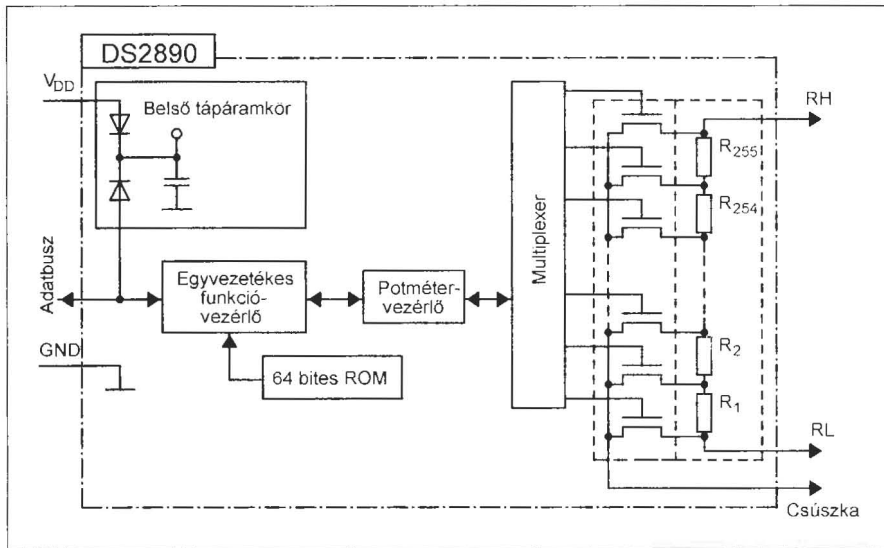 DS2890
VDD
Belső tápáramkör
RH
R255
R254
Multiplexer
Adatbusz
Egyvezetékes
funkció-
vezérlő
Potméter-
vezérlő
GND
64 bites ROM
R2
R1
RL
Csúszka